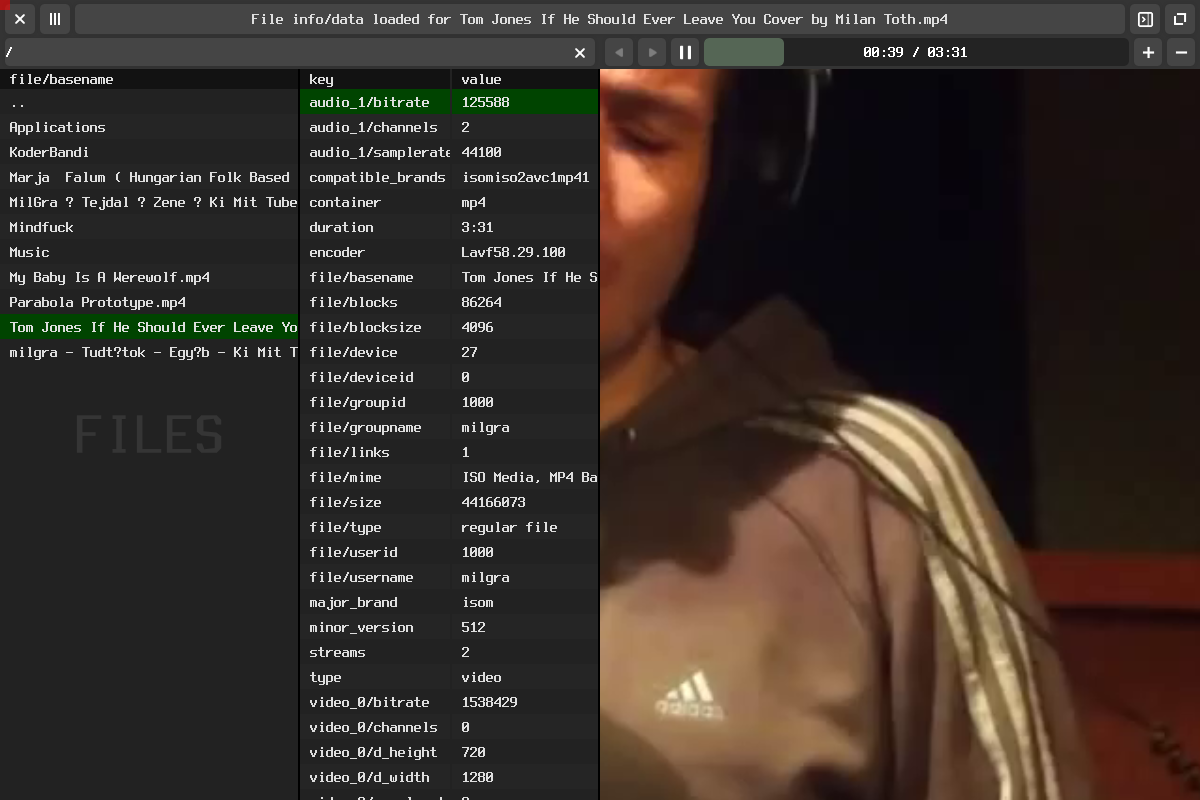 File info/data loaded for Tom Jones If He Should Ever Leave You Cover by Milan Toth.mp4
/
00:39 / 03:31
file/basename
..
Applications
KoderBandi
Marja  Falum ( Hungarian Folk Based
MilGra ? Tejdal ? Zene ? Ki Mit Tube
Mindfuck
Music
My Baby Is A Werewolf.mp4
Parabola Prototype.mp4
Tom Jones If He Should Ever Leave Yo
milgra - Tudt?tok - Egy?b - Ki Mit T
FILES
key value
audio_1/bitrate 125588
audio_1/channels 2
audio_1/samplerate 44100
compatible_brands isomiso2avc1mp41
container mp4
duration 3:31
encoder Lavf58.29.100
file/basename Tom Jones If He S
file/blocks 86264
file/blocksize 4096
file/device 27
file/deviceid 0
file/groupid 1000
file/groupname milgra
file/links 1
file/mime ISO Media, MP4 Ba
file/size 44166073
file/type regular file
file/userid 1000
file/username milgra
major_brand isom
minor_version 512
streams 2
type video
video_0/bitrate 1538429
video_0/channels 0
video_0/d_height 720
video_0/d_width 1280
adidas